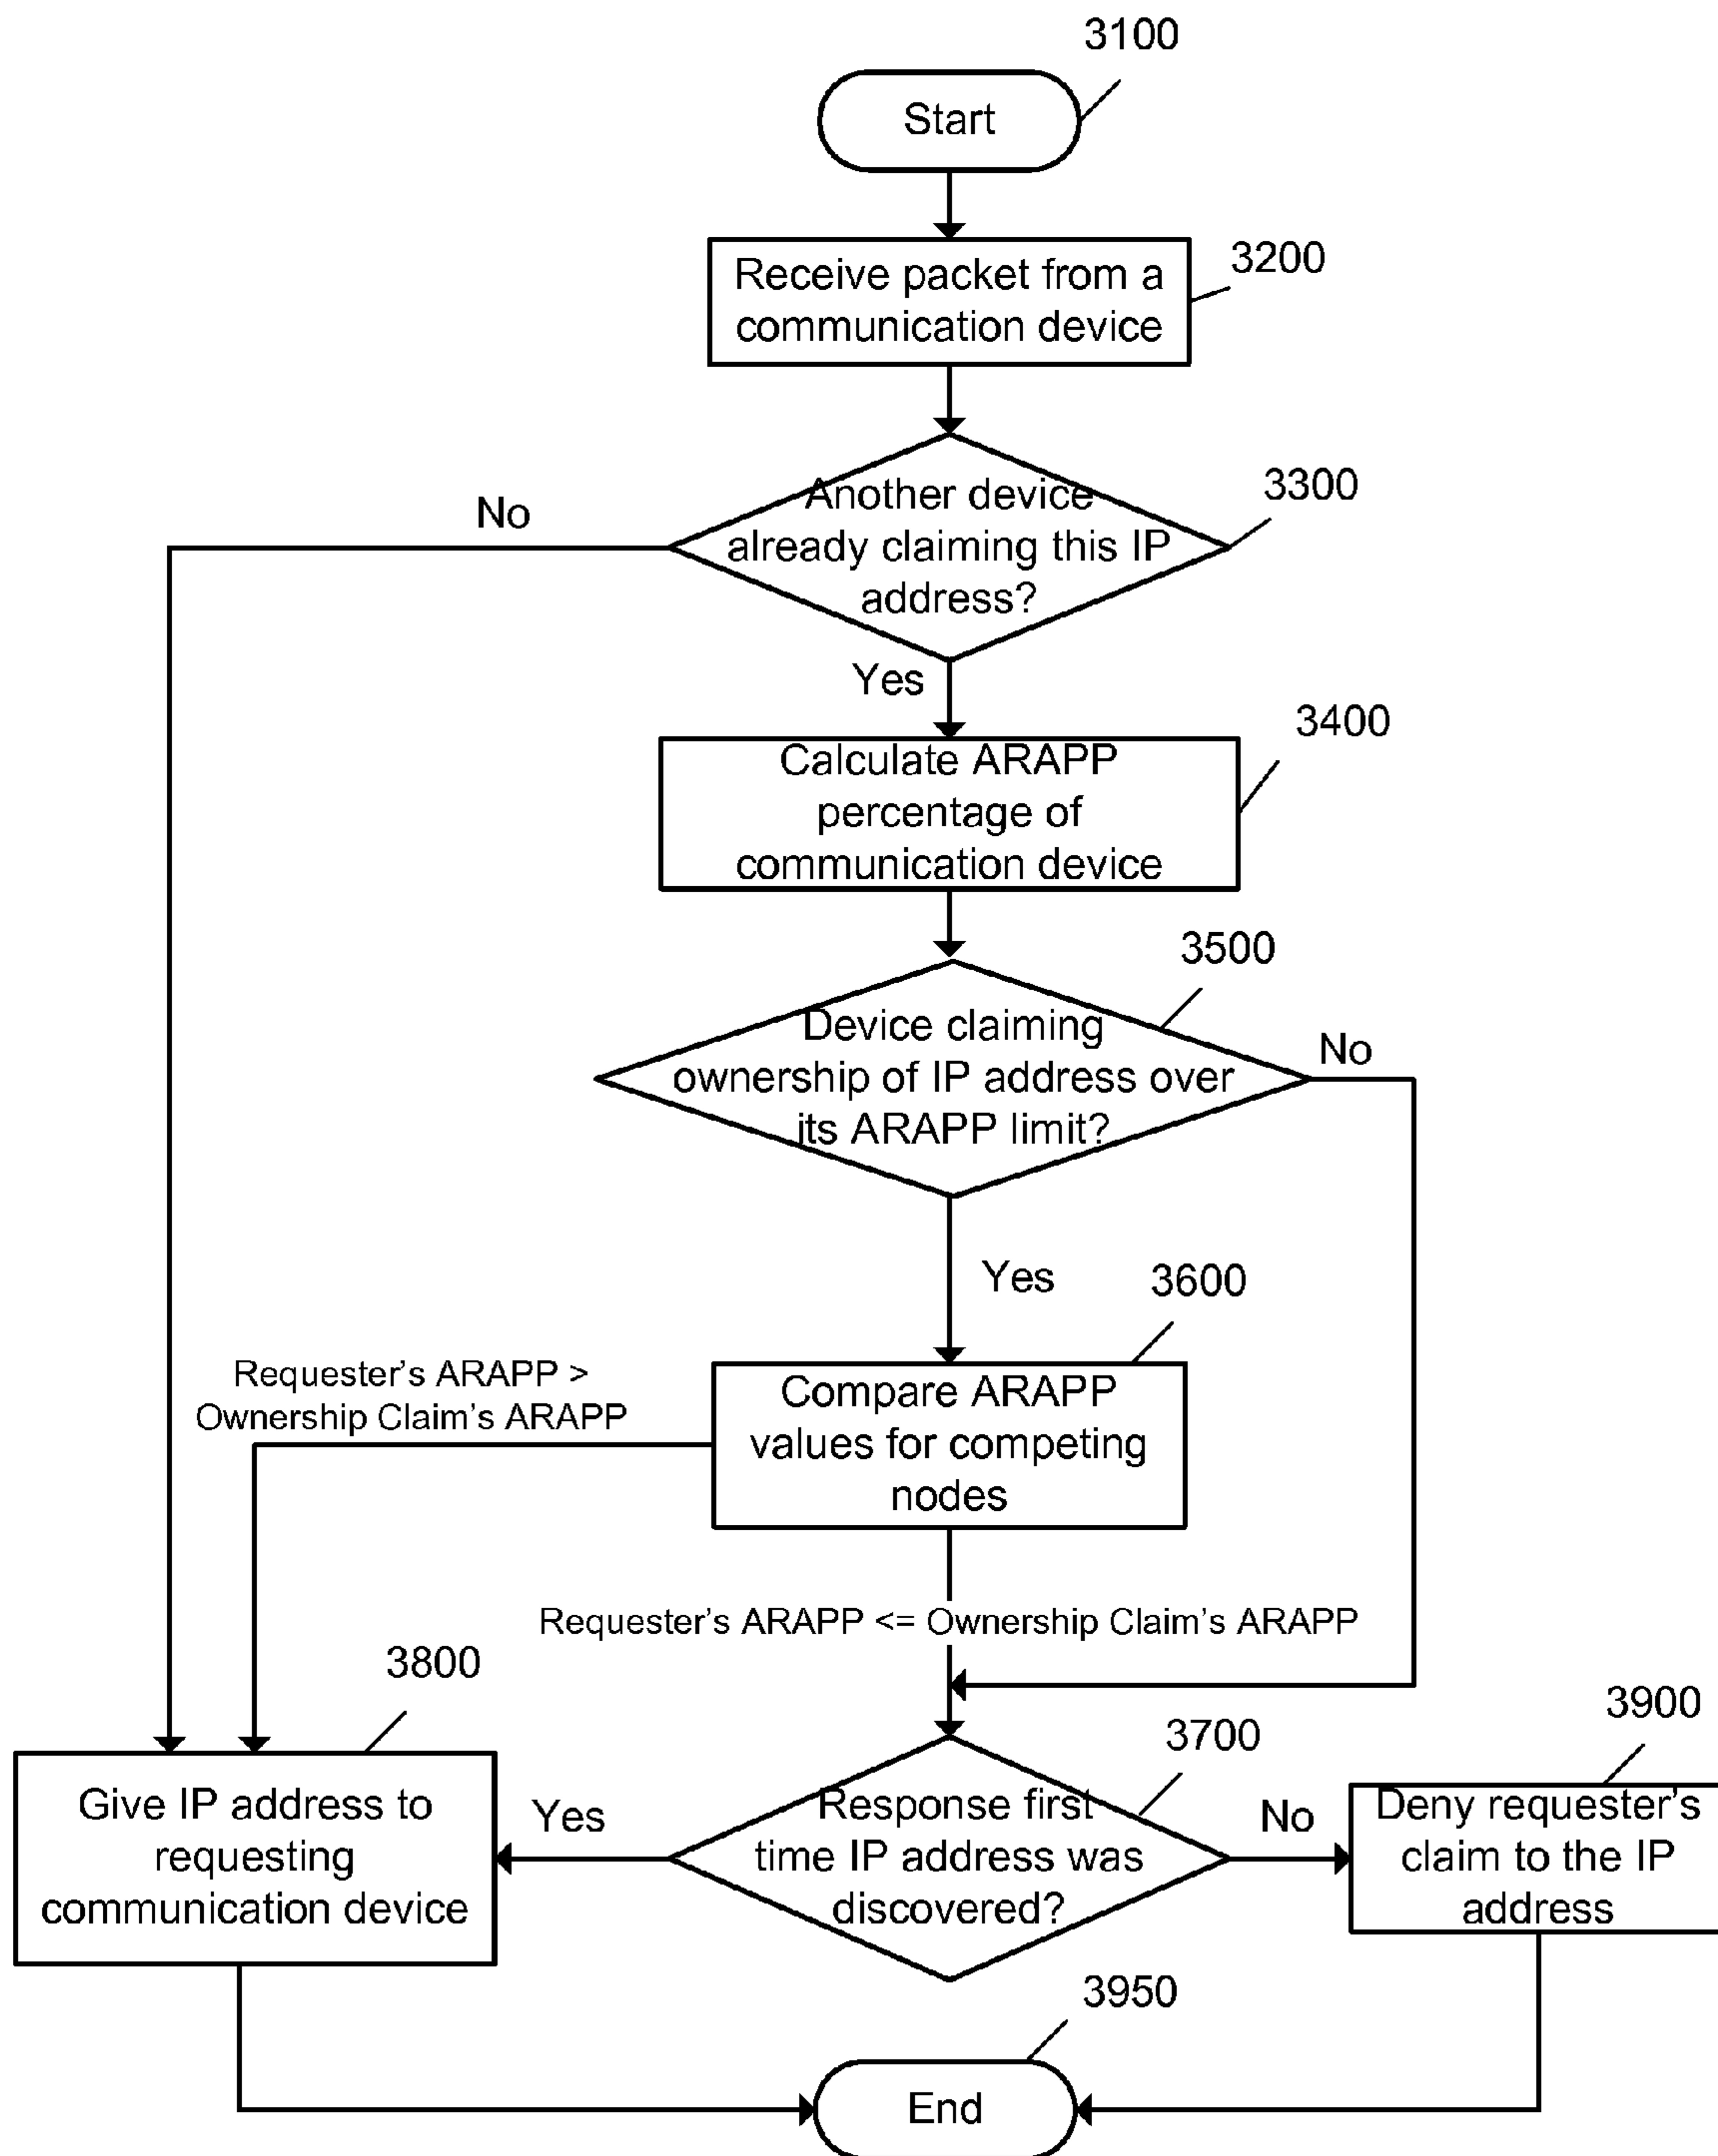 3100
Start
3200
Receive packet from a
communication device
3300
Another device
already claiming this IP
address?
No
Yes
3400
Calculate ARAPP
percentage of
communication device
3500
Device claiming
ownership of IP address over
its ARAPP limit?
No
Yes
3600
Compare ARAPP
values for competing
nodes
Requester's ARAPP >
Ownership Claim's ARAPP
Requester's ARAPP <= Ownership Claim's ARAPP
3800
Give IP address to
requesting
communication device
Yes
3700
Response first
time IP address was
discovered?
No
3900
Deny requester's
claim to the IP
address
3950
End